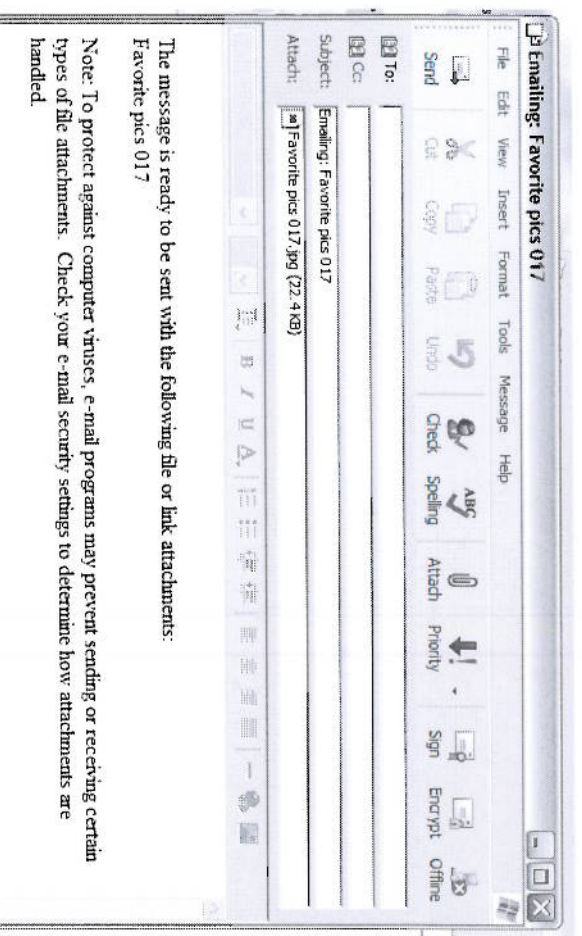 Emailing: Favorite pics 017
File Edit View Insert Format Tools Message Help
Send Cut Copy Paste Undo Check Spelling Attach Priority Sign Encrypt Offline
To:
Cc:
Subject: Emailing: Favorite pics 017
Attach: Favorite pics 017.jpg (22.4 KB)
B I U A
The message is ready to be sent with the following file or link attachments:
Favorite pics 017
Note: To protect against computer viruses, e-mail programs may prevent sending or receiving certain
types of file attachments. Check your e-mail security settings to determine how attachments are
handled.